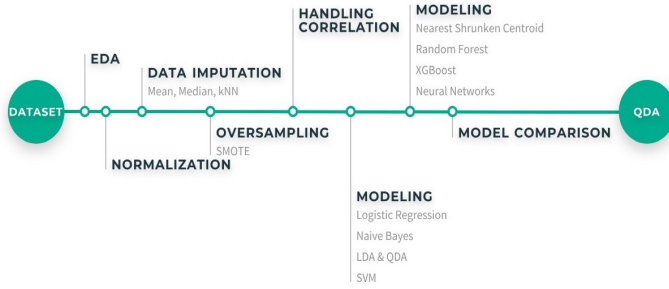 DATASET
EDA
NORMALIZATION
DATA IMPUTATION
Mean, Median, kNN
OVERSAMPLING
SMOTE
HANDLING
CORRELATION
MODELING
Logistic Regression
Naive Bayes
LDA & QDA
SVM
MODELING
Nearest Shrunken Centroid
Random Forest
XGBoost
Neural Networks
MODEL COMPARISON
QDA